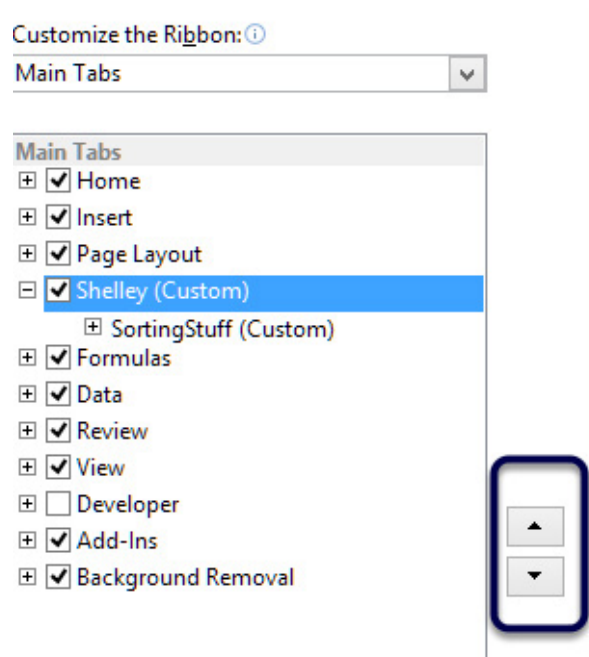 Customize the Ribbon:
Main Tabs
Main Tabs
Home
Insert
Page Layout
Shelley (Custom)
SortingStuff (Custom)
Formulas
Data
Review
View
Developer
Add-Ins
Background Removal